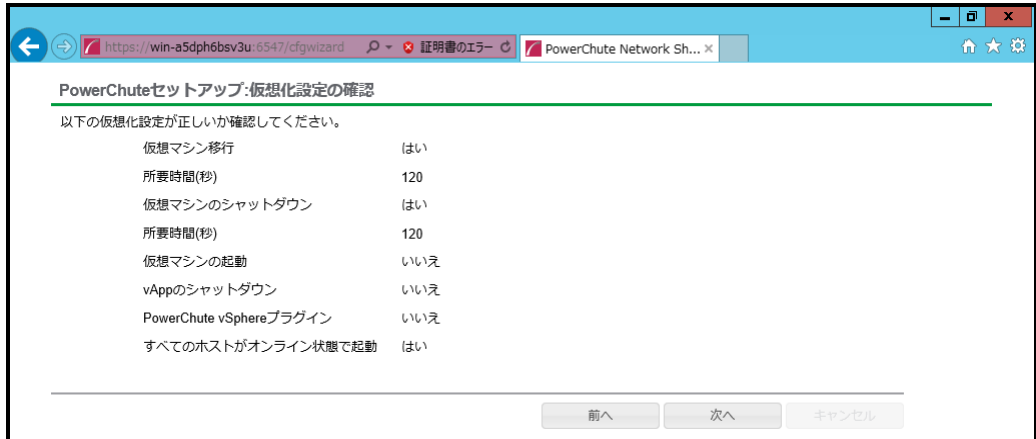 https://win-a5dph6bsv3u:6547/cfgwizard 証明書のエラー PowerChute Network Sh...
PowerChuteセットアップ:仮想化設定の確認
以下の仮想化設定が正しいか確認してください。
仮想マシン移行 はい
所要時間(秒) 120
仮想マシンのシャットダウン はい
所要時間(秒) 120
仮想マシンの起動 いいえ
vAppのシャットダウン いいえ
PowerChute vSphereプラグイン いいえ
すべてのホストがオンライン状態で起動 はい
前へ 次へ キャンセル